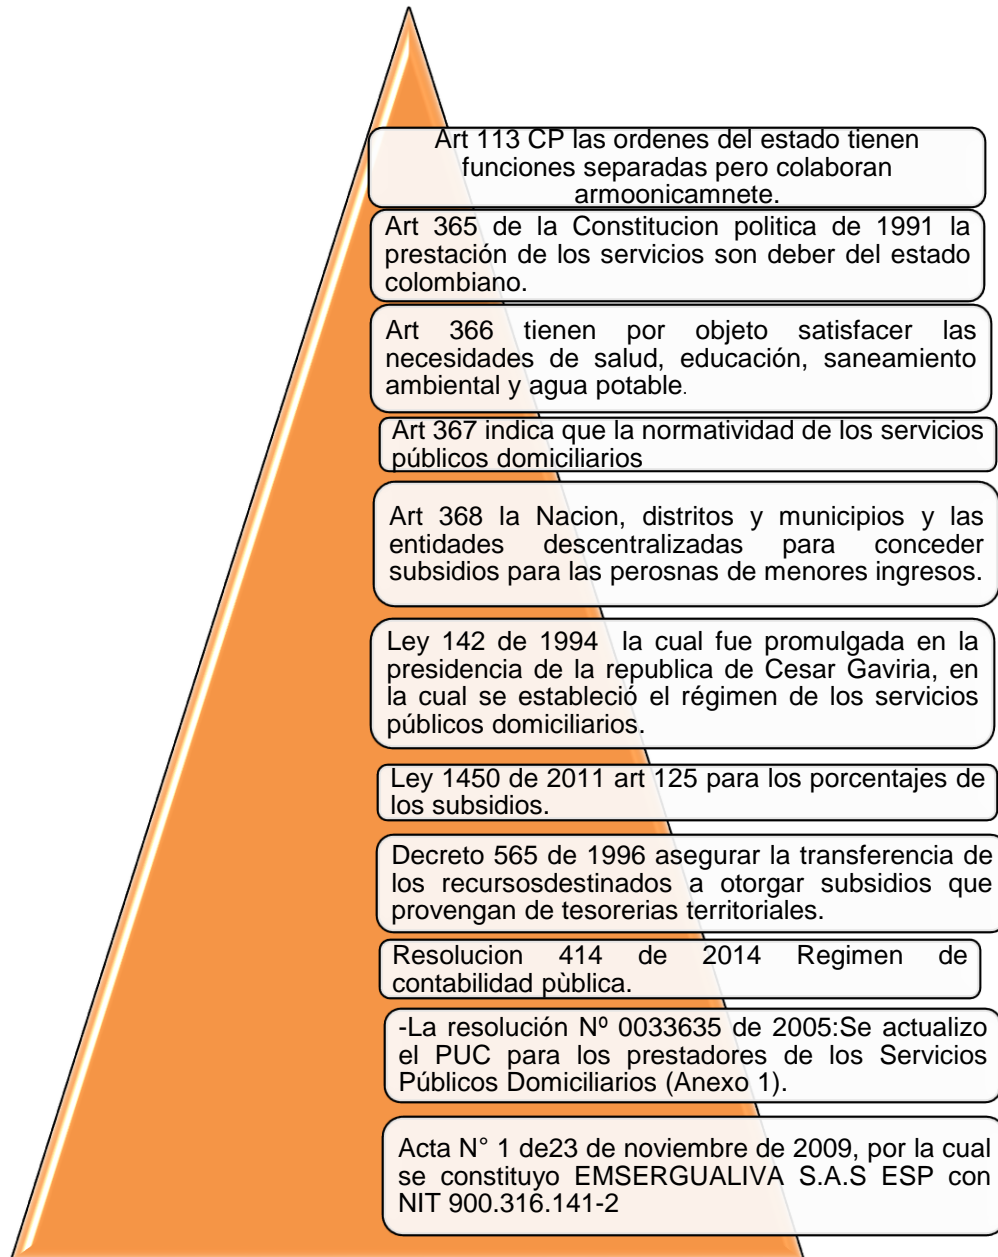 Art 113 CP las ordenes del estado tienen
funciones separadas pero colaboran
armoonicamnete.
Art 365 de la Constitucion politica de 1991 la
prestación de los servicios son deber del estado
colombiano.
Art 366 tienen por objeto satisfacer las
necesidades de salud, educación, saneamiento
ambiental y agua potable.
Art 367 indica que la normatividad de los servicios
públicos domiciliarios
Art 368 la Nacion, distritos y municipios y las
entidades descentralizadas para conceder
subsidios para las perosnas de menores ingresos.
Ley 142 de 1994 la cual fue promulgada en la
presidencia de la republica de Cesar Gaviria, en
la cual se estableció el régimen de los servicios
públicos domiciliarios.
Ley 1450 de 2011 art 125 para los porcentajes de
los subsidios.
Decreto 565 de 1996 asegurar la transferencia de
los recursosdestinados a otorgar subsidios que
provengan de tesorerias territoriales.
Resolucion 414 de 2014 Regimen de
contabilidad pùblica.
-La resolución Nº 0033635 de 2005:Se actualizo
el PUC para los prestadores de los Servicios
Públicos Domiciliarios (Anexo 1).
Acta N° 1 de23 de noviembre de 2009, por la cual
se constituyo EMSERGUALIVA S.A.S ESP con
NIT 900.316.141-2